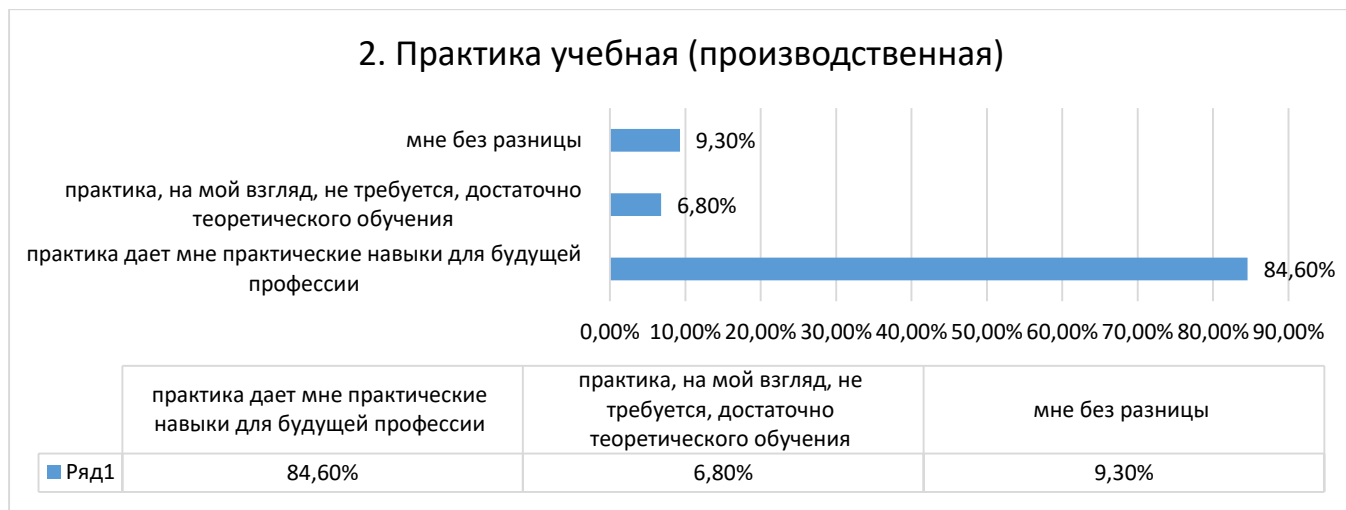 2. Практика учебная (производственная)
мне без разницы
9,30%
практика, на мой взгляд, не требуется, достаточно
теоретического обучения
6,80%
практика дает мне практические навыки для будущей
профессии
84,60%
0,00% 10,00% 20,00% 30,00% 40,00% 50,00% 60,00% 70,00% 80,00% 90,00%
практика дает мне практические
навыки для будущей профессии
практика, на мой взгляд, не
требуется, достаточно
теоретического обучения
мне без разницы
Ряд1 84,60% 6,80% 9,30%